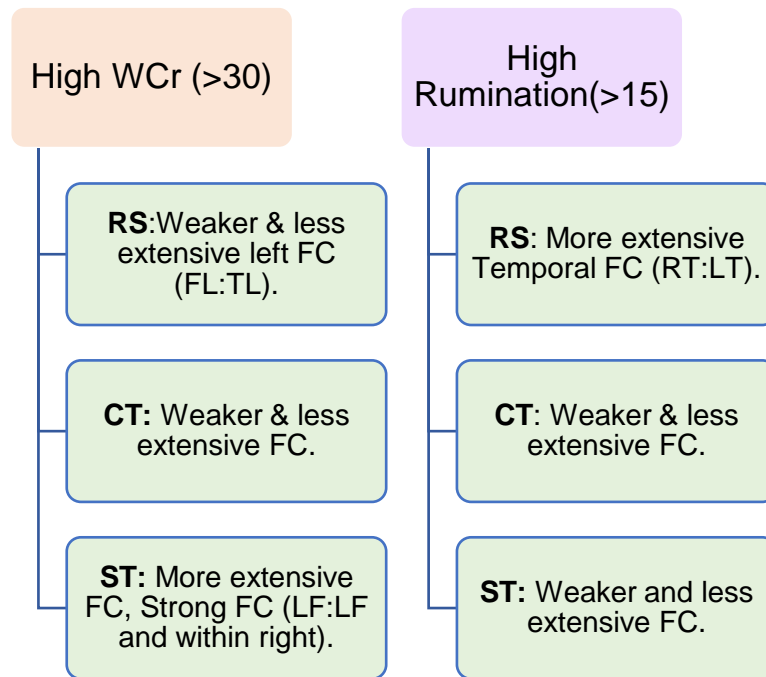 High WCr (>30)
RS:Weaker & less
extensive left FC
(FL:TL).
CT: Weaker & less
extensive FC.
ST: More extensive
FC, Strong FC (LF:LF
and within right).
High
Rumination(>15)
RS: More extensive
Temporal FC (RT:LT).
CT: Weaker & less
extensive FC.
ST: Weaker and less
extensive FC.